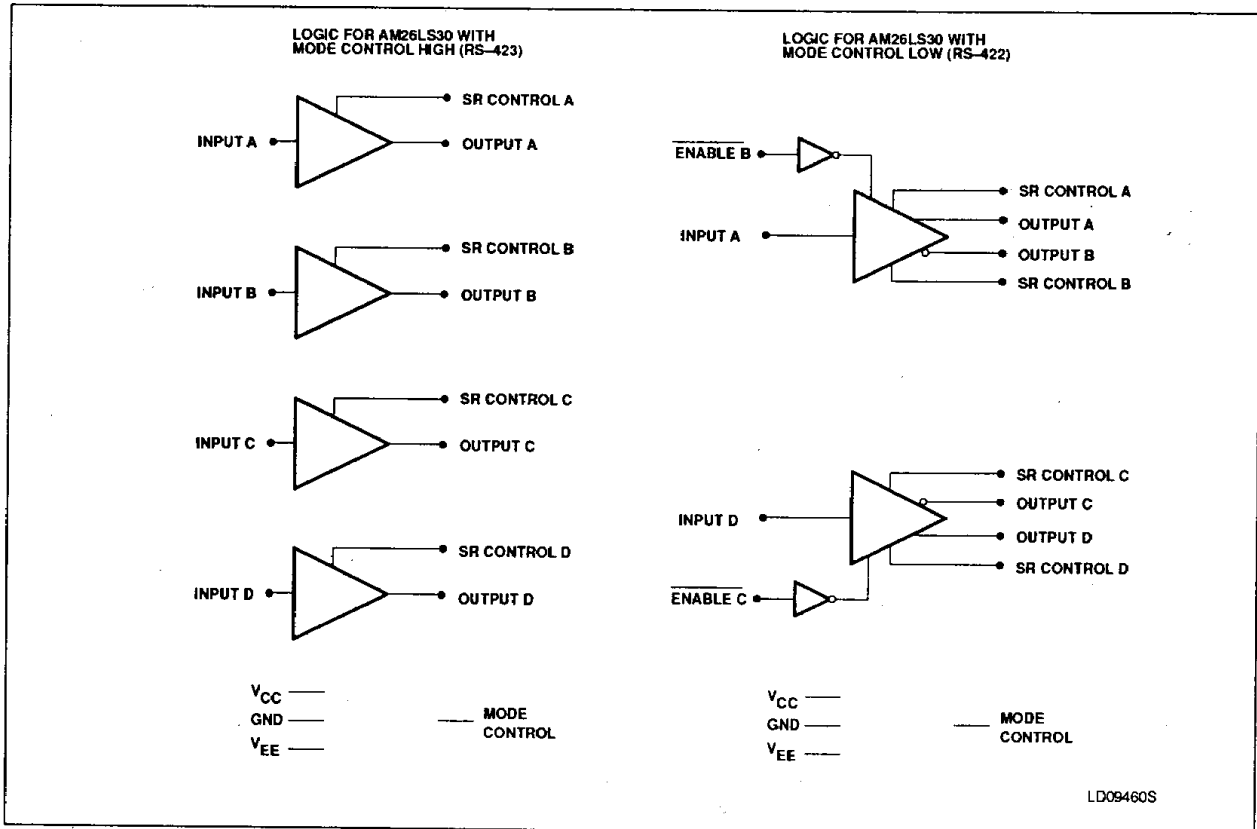 LOGIC FOR AM26LS30 WITH
MODE CONTROL HIGH (RS–423)
SR CONTROL A
INPUT A
OUTPUT A
SR CONTROL B
INPUT B
OUTPUT B
SR CONTROL C
INPUT C
OUTPUT C
SR CONTROL D
INPUT D
OUTPUT D
VCC
GND
VEE
MODE
CONTROL
LOGIC FOR AM26LS30 WITH
MODE CONTROL LOW (RS–422)
ENABLE B
SR CONTROL A
OUTPUT A
INPUT A
OUTPUT B
SR CONTROL B
SR CONTROL C
OUTPUT C
INPUT D
OUTPUT D
SR CONTROL D
ENABLE C
VCC
GND
VEE
MODE
CONTROL
LD09460S